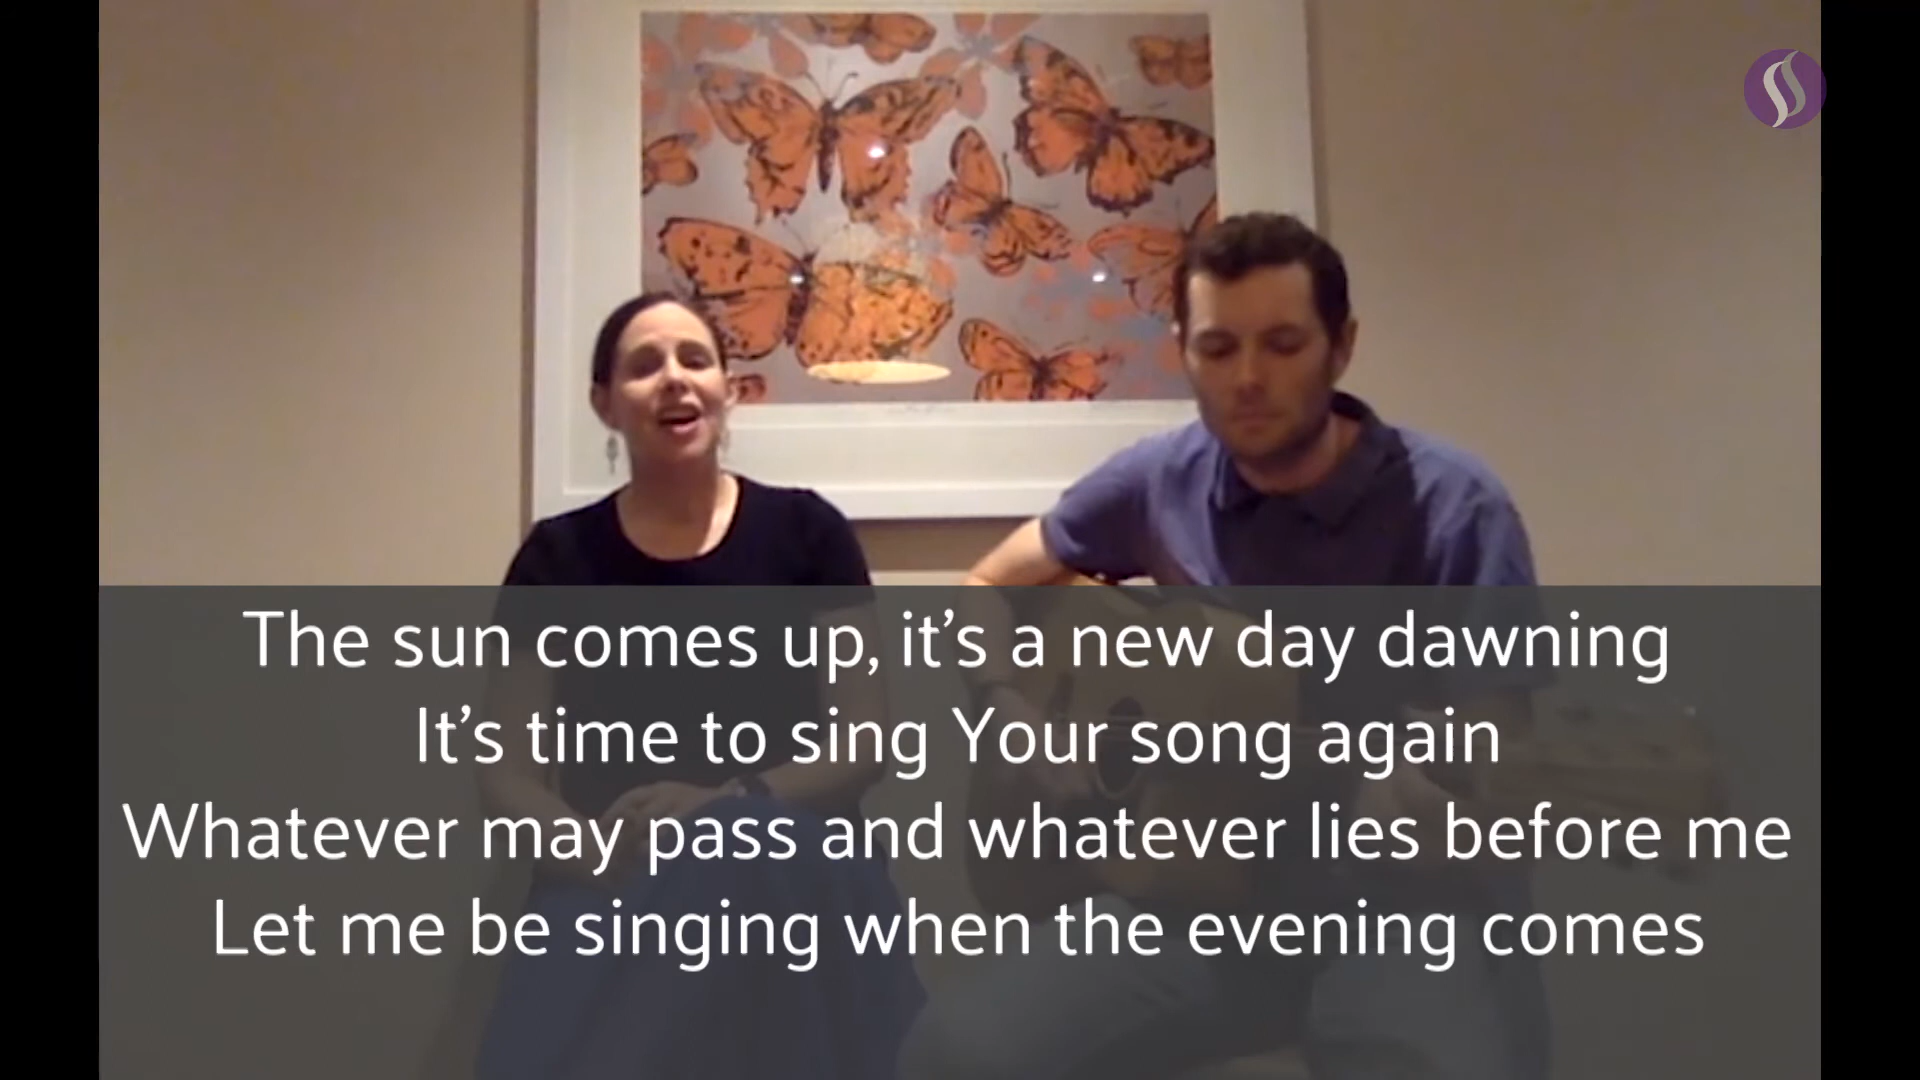 The sun comes up, it's a new day dawning
It's time to sing Your song again
Whatever may pass and whatever lies before me
Let me be singing when the evening comes